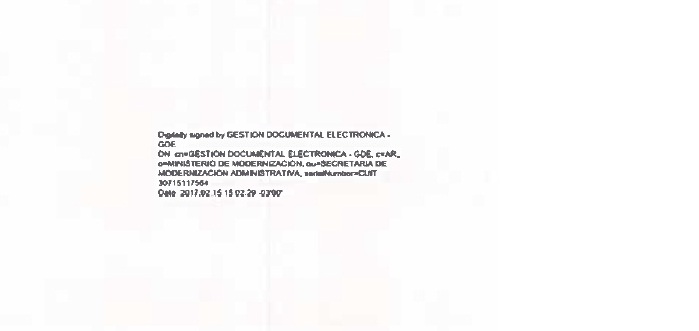 Digitally signed by GESTION DOCUMENTAL ELECTRONICA -
GDE
DN: cn=GESTION DOCUMENTAL ELECTRONICA - GDE, c=AR,
o=MINISTERIO DE MODERNIZACION, ou=SECRETARIA DE
MODERNIZACION ADMINISTRATIVA, serialNumber=CUIT
30715117564
Date: 2017.02.15 15:02:29 -03'00'